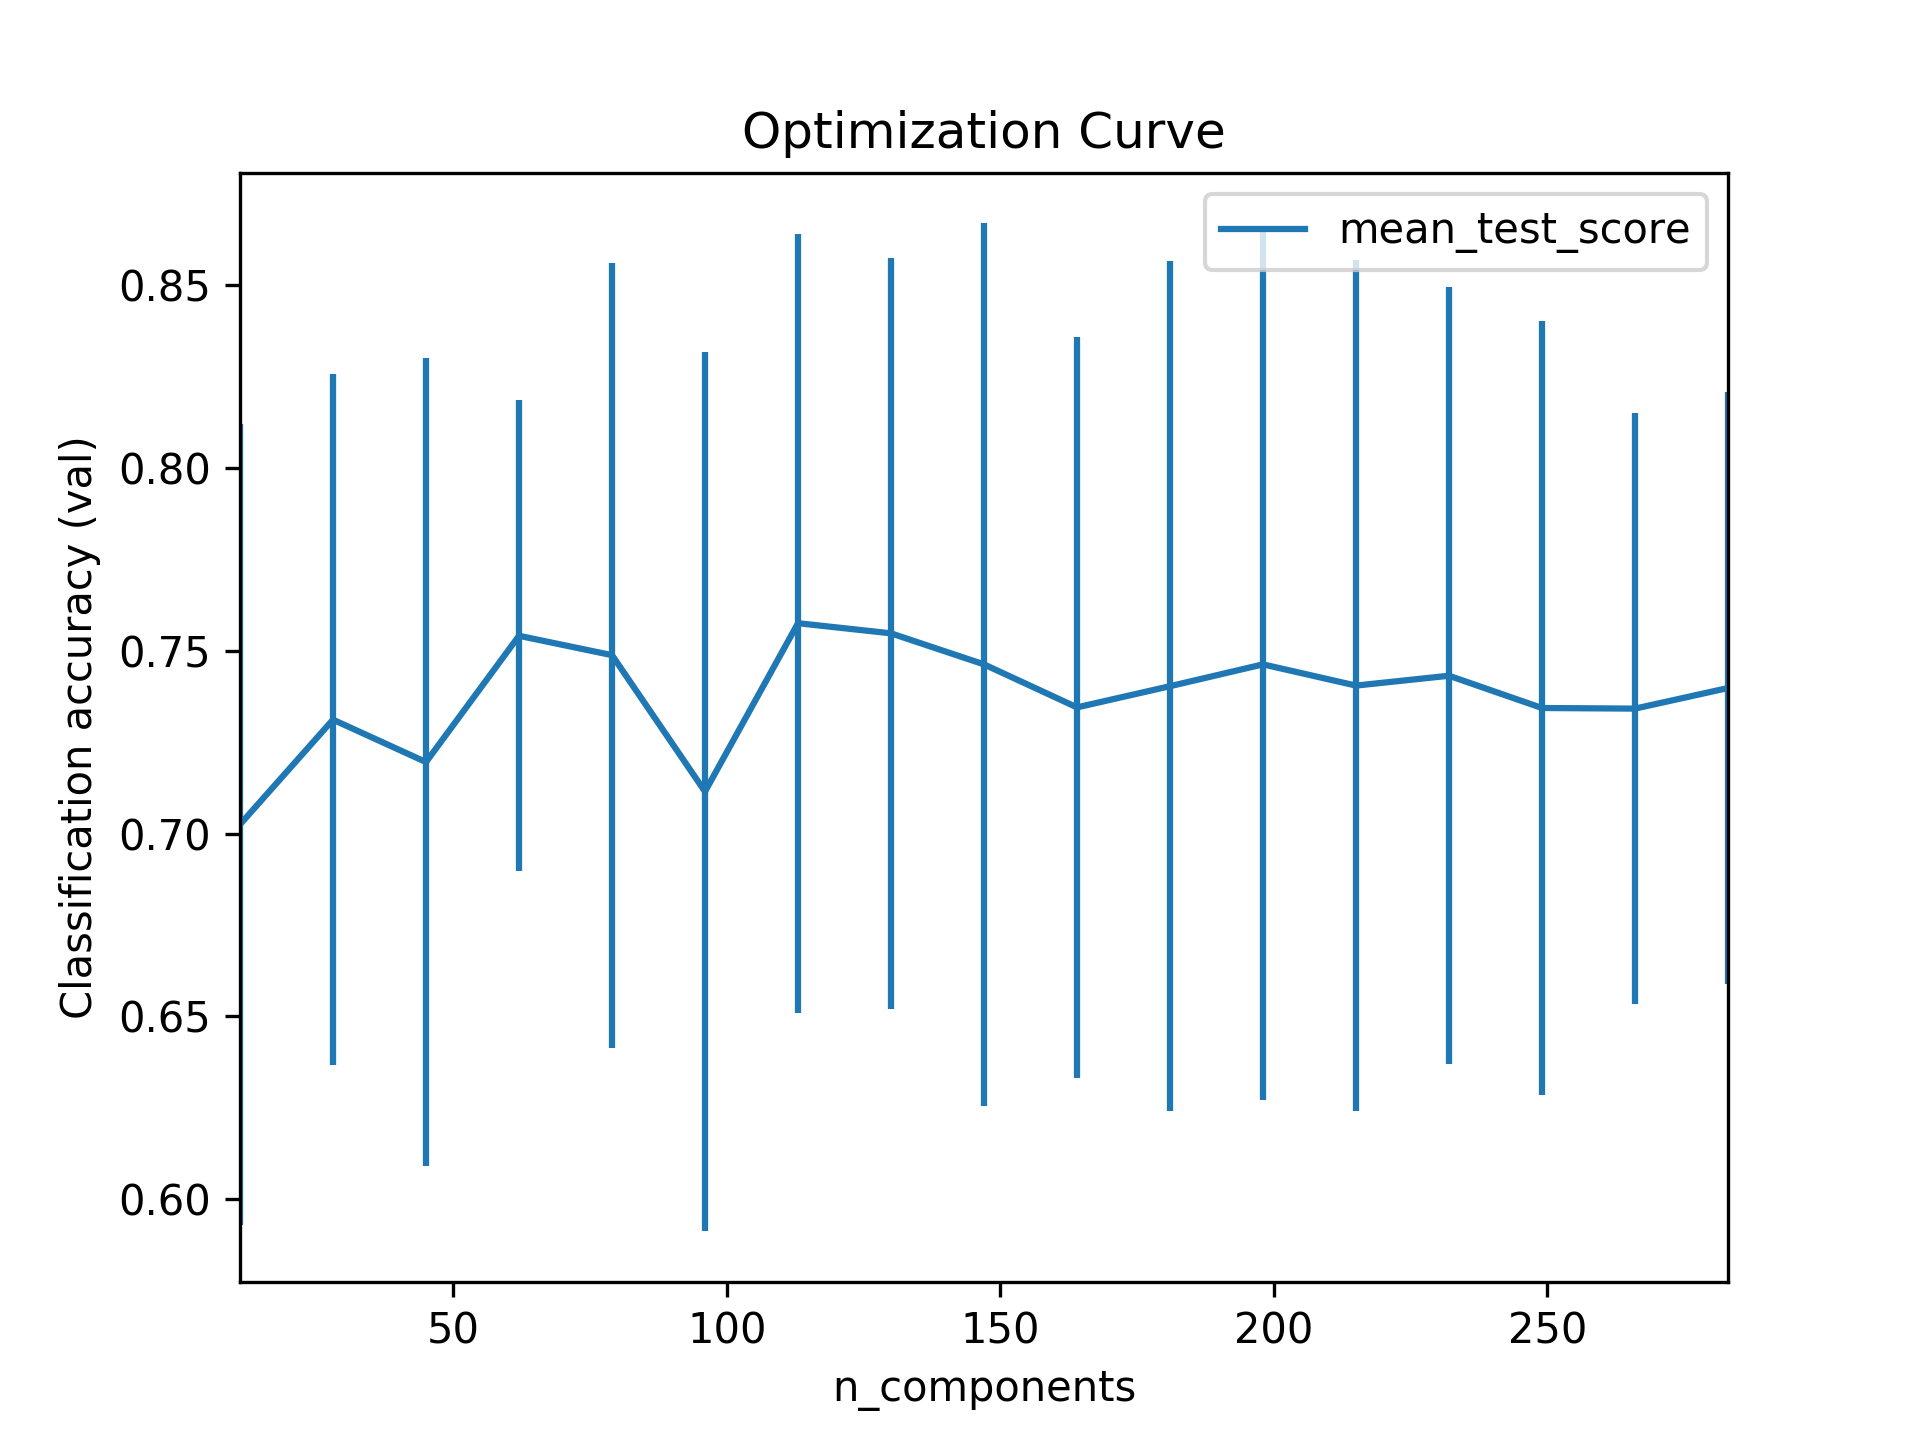 Optimization Curve
mean_test_score
Classification accuracy (val)
0.85
0.80
0.75
0.70
0.65
0.60
50 100 150 200 250
n_components